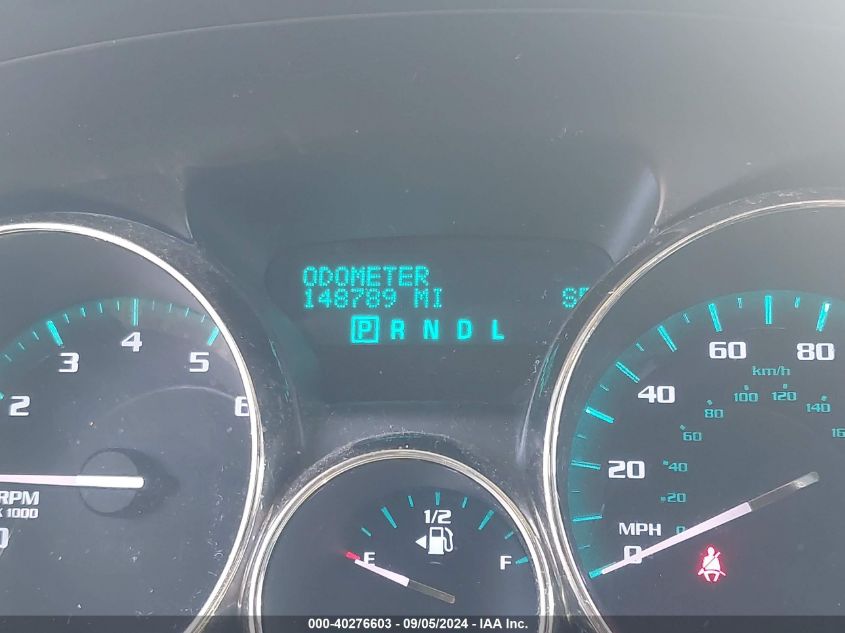 ODOMETER
148789 MI
P R N D L
2 3 4 5 6
RPM
X 1000
0
1/2
E F
20 40 60 80
km/h
0 20 40 60 80 100 120 140
MPH
0
000-40276603 - 09/05/2024 - IAA Inc.